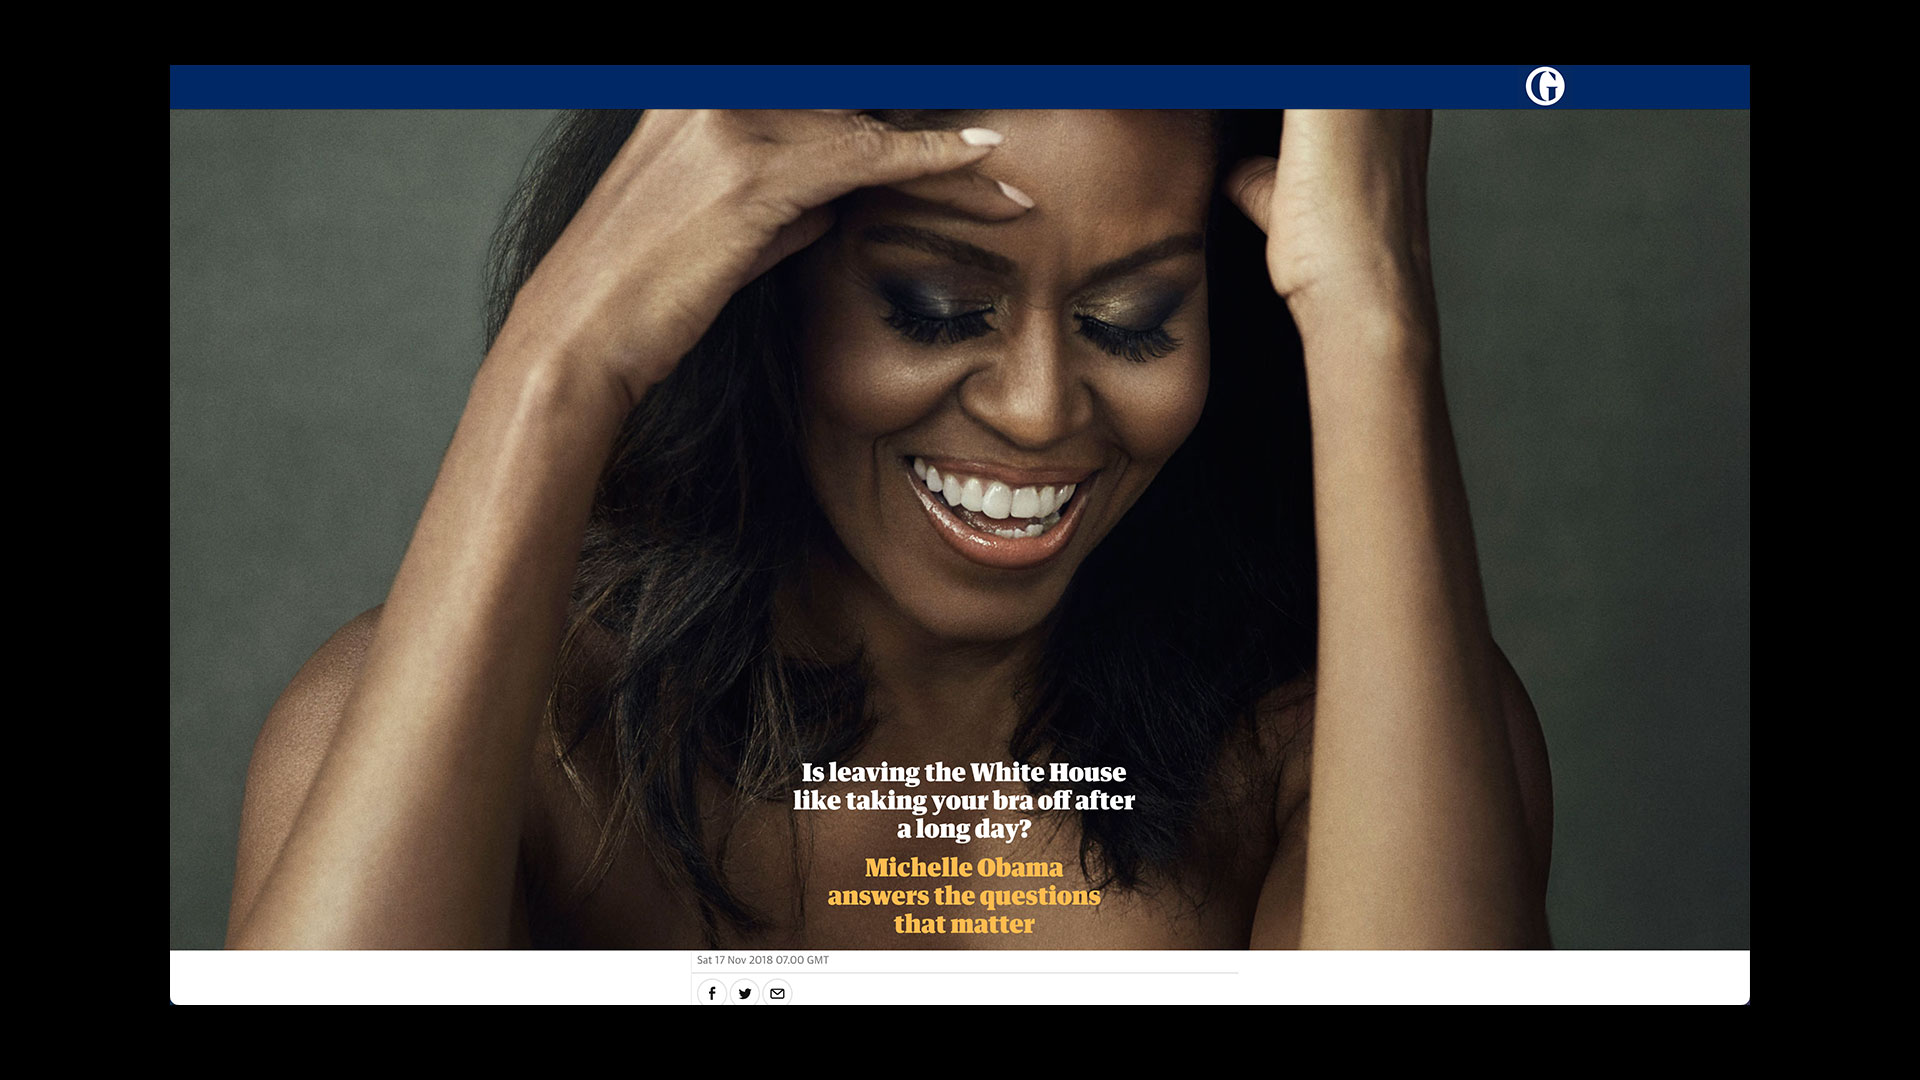 G
Is leaving the White House
like taking your bra off after
a long day?
Michelle Obama
answers the questions
that matter
Sat 17 Nov 2018 07.00 GMT